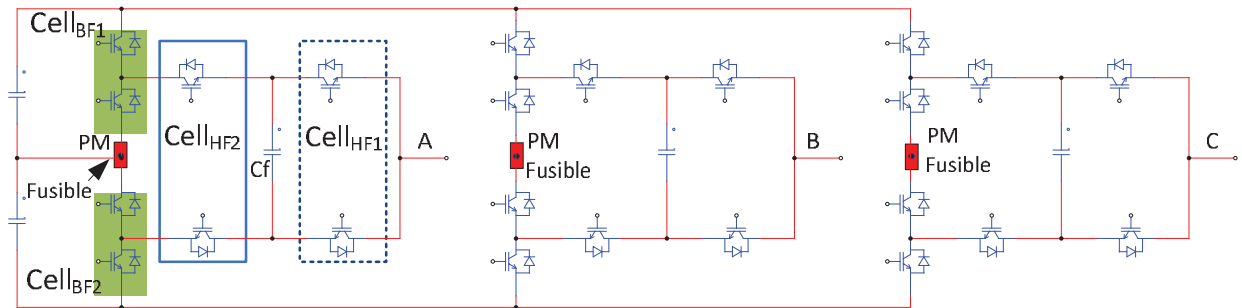 CellBF1
PM
Fusible
CellBF2
CellHF2
Cf
CellHF1
A
PM
Fusible
B
PM
Fusible
C